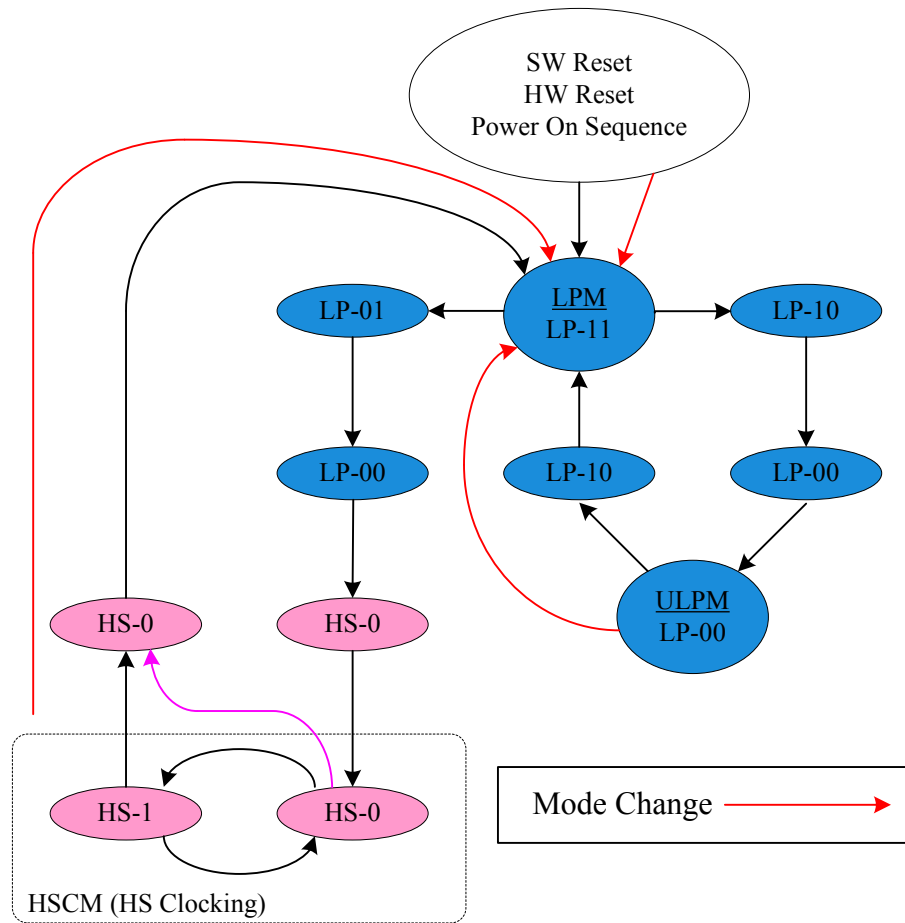 SW Reset
HW Reset
Power On Sequence
LPM
LP-11
LP-01
LP-10
LP-00
LP-10
LP-00
ULPM
LP-00
HS-0
HS-0
HS-1
HS-0
HSCM (HS Clocking)
Mode Change